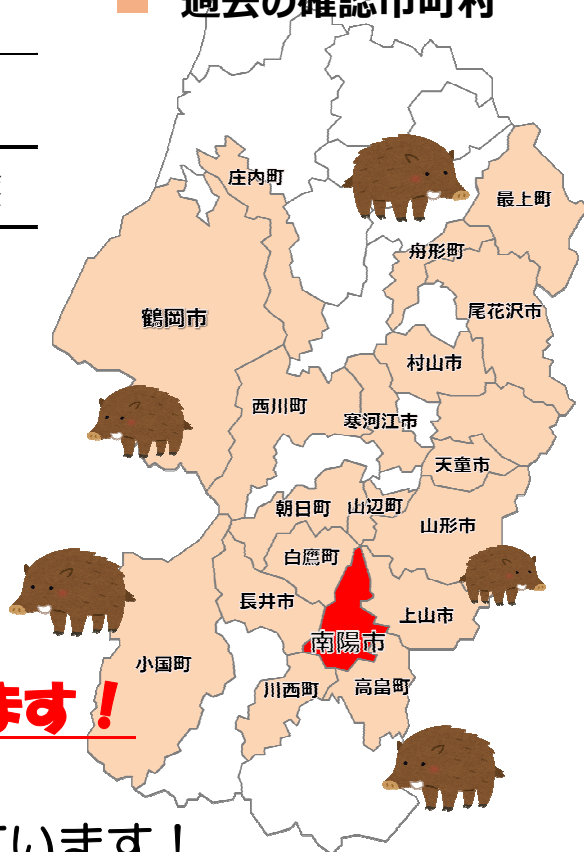 過去の確認市町村
庄内町
最上町
舟形町
鶴岡市
尾花沢市
村山市
西川町
寒河江市
天童市
朝日町
山辺町
山形市
白鷹町
長井市
上山市
南陽市
小国町
川西町
高畠町
ます！
ています！